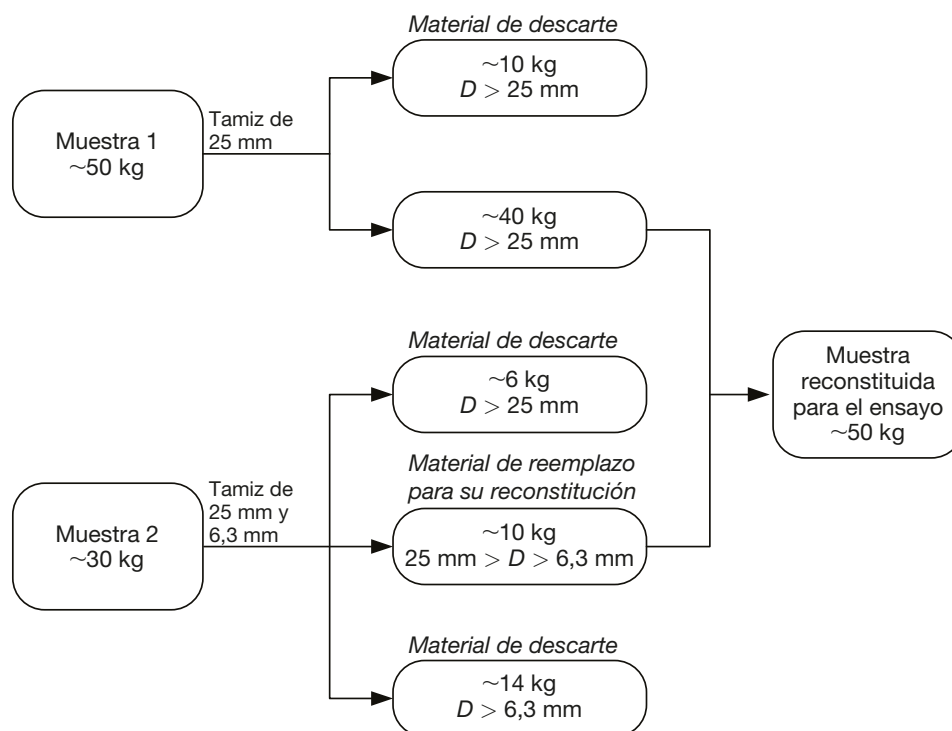 Material de descarte
~10 kg
D > 25 mm
Muestra 1
~50 kg
Tamiz de
25 mm
~40 kg
D > 25 mm
Material de descarte
~6 kg
D > 25 mm
Muestra
reconstituida
para el ensayo
~50 kg
Muestra 2
~30 kg
Tamiz de
25 mm y
6,3 mm
Material de reemplazo
para su reconstitución
~10 kg
25 mm > D > 6,3 mm
Material de descarte
~14 kg
D > 6,3 mm